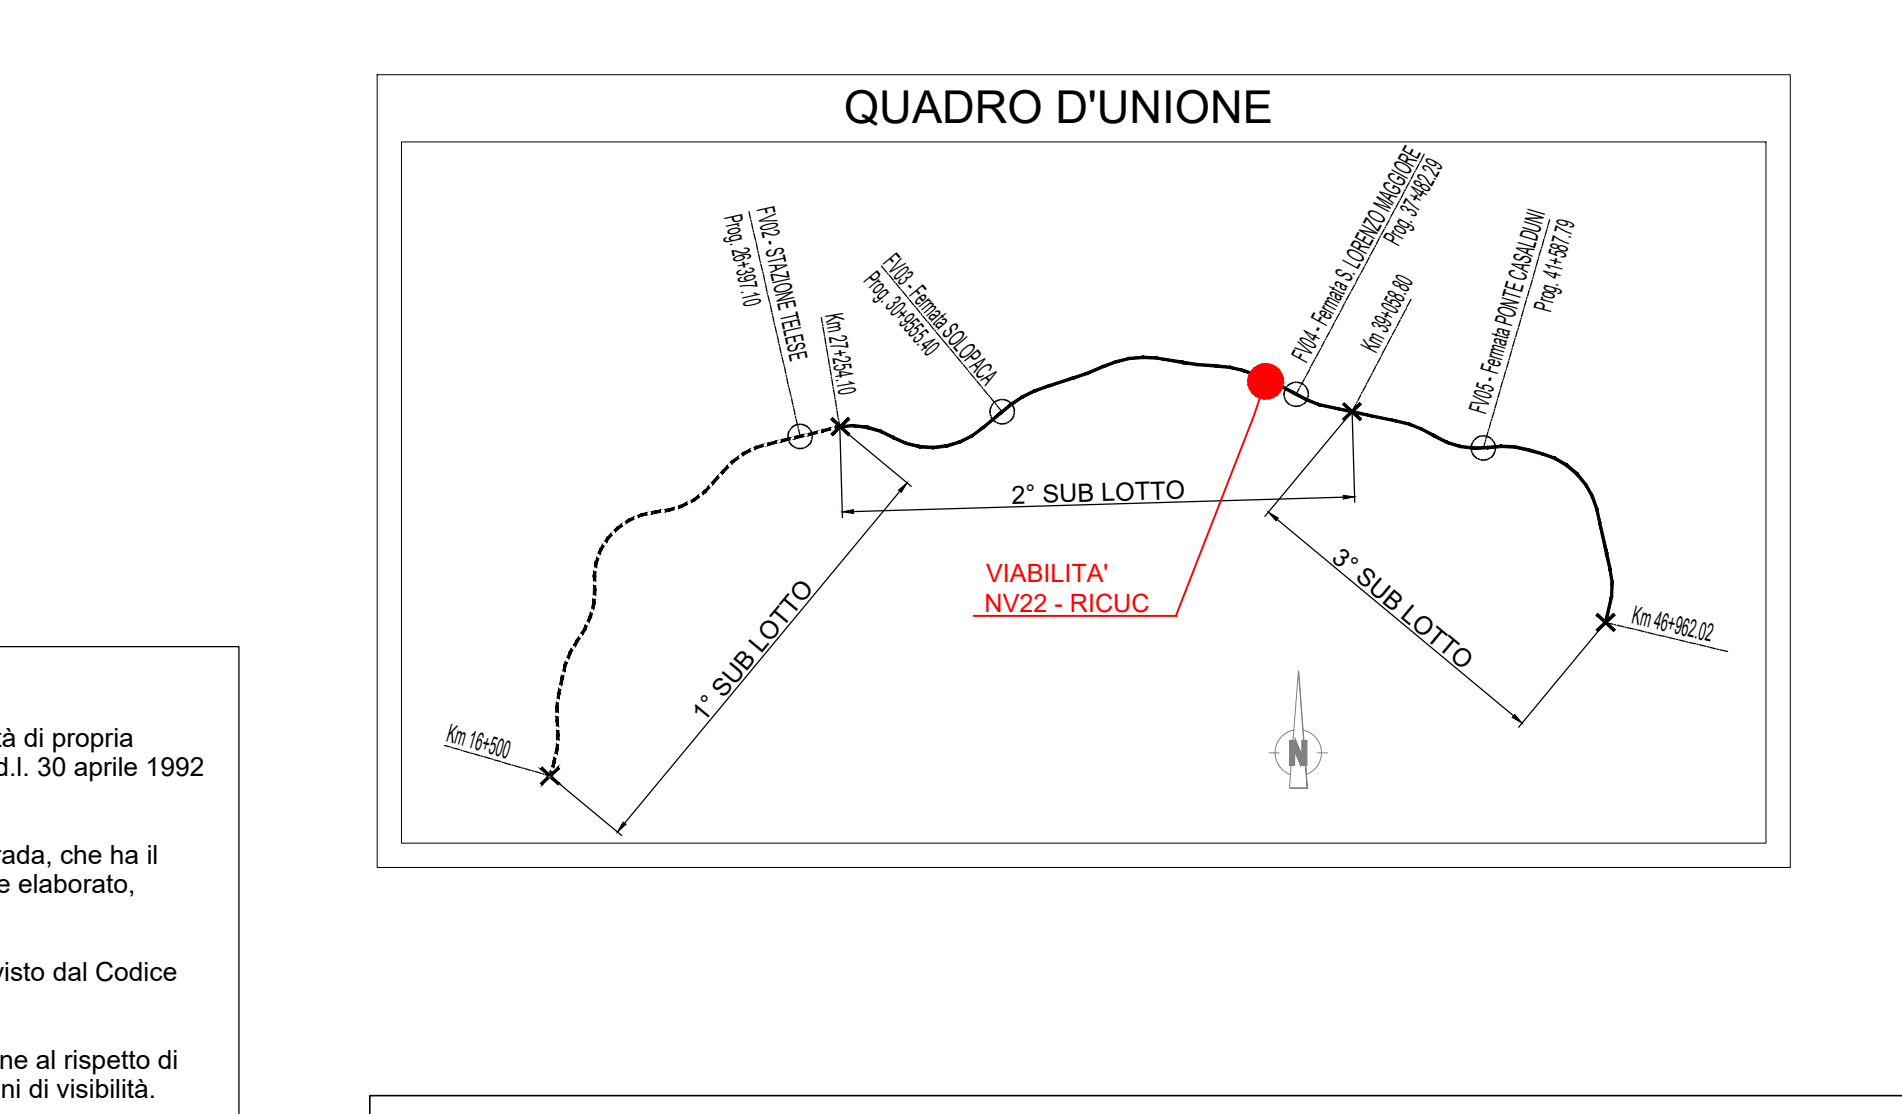 QUADRO D'UNIONE
FV02 - STAZIONE TELESE
Prog. 26+397.10
Km 27+254.10
FV03 - Fermata SOLOPACA
Prog. 30+9555.40
FV04 - Fermata S. LORENZO MAGGIORE
Prog. 37+482.29
Km 39+058.80
FV05 - Fermata PONTE CASALDUNI
Prog. 41+587.79
2° SUB LOTTO
VIABILITA'
NV22 - RICUC
1° SUB LOTTO
3° SUB LOTTO
Km 46+962.02
Km 16+500
N
tà di propria
d.l. 30 aprile 1992
rada, che ha il
e elaborato,
visto dal Codice
ne al rispetto di
ni di visibilità.